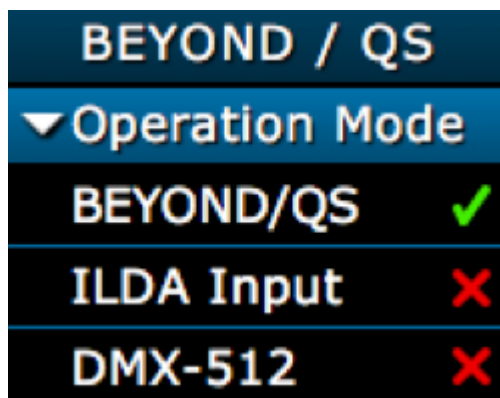 BEYOND / QS
Operation Mode
BEYOND/QS
ILDA Input
DMX-512